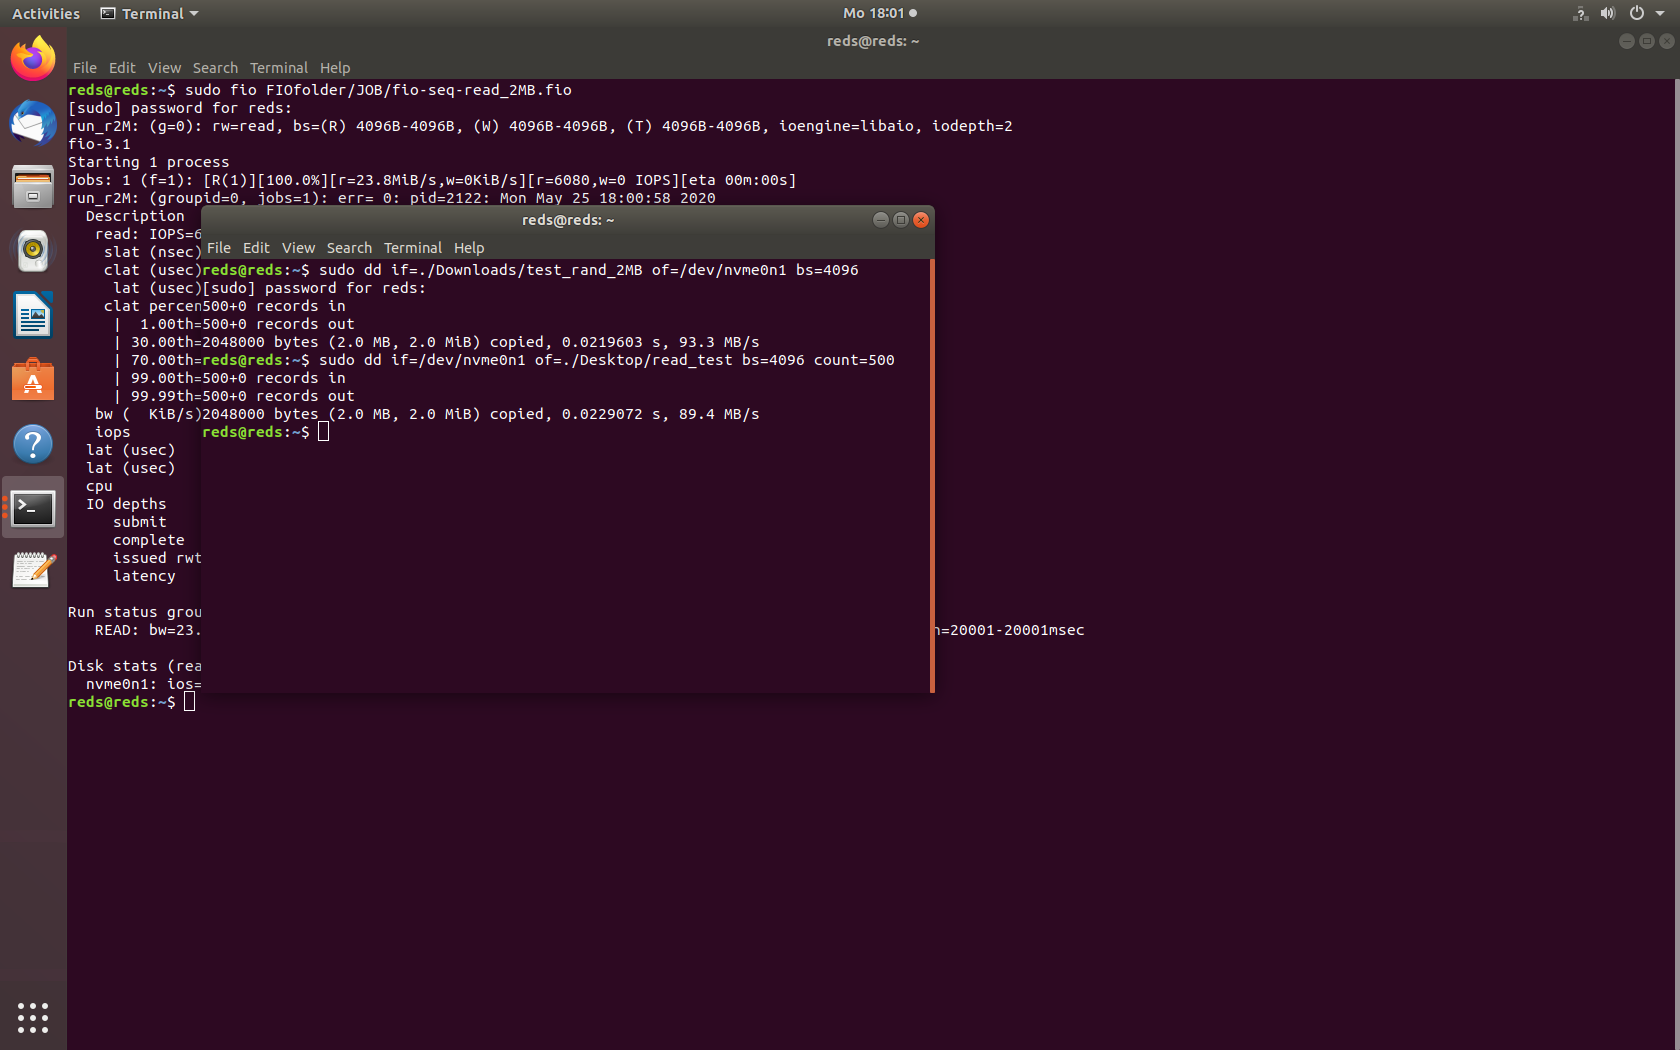 Activities Terminal Mo 18:01
reds@reds: ~
File Edit View Search Terminal Help
reds@reds:~$ sudo fio FIOfolder/JOB/fio-seq-read_2MB.fio
[sudo] password for reds:
run_r2M: (g=0): rw=read, bs=(R) 4096B-4096B, (W) 4096B-4096B, (T) 4096B-4096B, ioengine=libaio, iodepth=2
fio-3.1
Starting 1 process
Jobs: 1 (f=1): [R(1)][100.0%][r=23.8MiB/s,w=0KiB/s][r=6080,w=0 IOPS][eta 00m:00s]
run_r2M: (groupid=0, jobs=1): err= 0: pid=2122: Mon May 25 18:00:58 2020
Description
read: IOPS=6
slat (nsec)
clat (usec)
lat (usec)
clat percen
| 1.00th=
| 30.00th=
| 70.00th=
| 99.00th=
| 99.99th=
bw ( KiB/s)
iops
lat (usec)
lat (usec)
cpu
IO depths
submit
complete
issued rwt
latency
Run status grou
READ: bw=23. n=20001-20001msec
Disk stats (rea
nvme0n1: ios=
reds@reds:~$
reds@reds: ~
File Edit View Search Terminal Help
reds@reds:~$ sudo dd if=./Downloads/test_rand_2MB of=/dev/nvme0n1 bs=4096
[sudo] password for reds:
500+0 records in
500+0 records out
2048000 bytes (2.0 MB, 2.0 MiB) copied, 0.0219603 s, 93.3 MB/s
reds@reds:~$ sudo dd if=/dev/nvme0n1 of=./Desktop/read_test bs=4096 count=500
500+0 records in
500+0 records out
2048000 bytes (2.0 MB, 2.0 MiB) copied, 0.0229072 s, 89.4 MB/s
reds@reds:~$